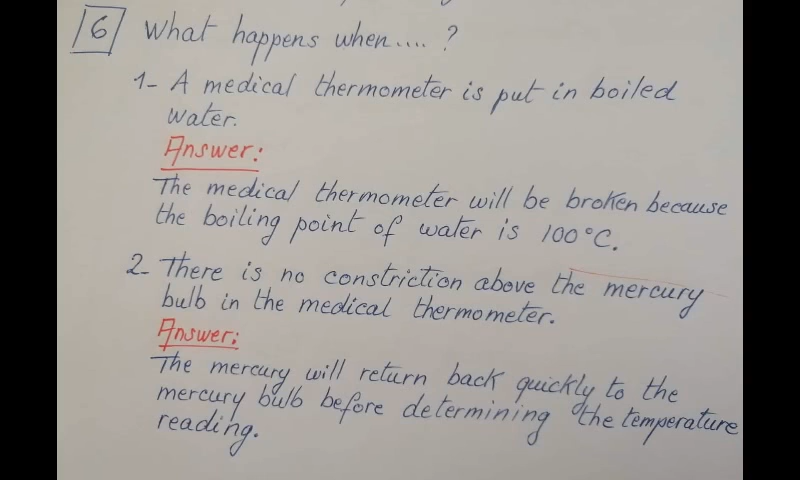 6 What happens when.... ?
1- A medical thermometer is put in boiled
water.
Answer:
The medical thermometer will be broken because
the boiling point of water is 100°C.
2- There is no constriction above the mercury
bulb in the medical thermometer.
Answer:
The mercury will return back quickly to the
mercury bulb before determining the temperature
reading.